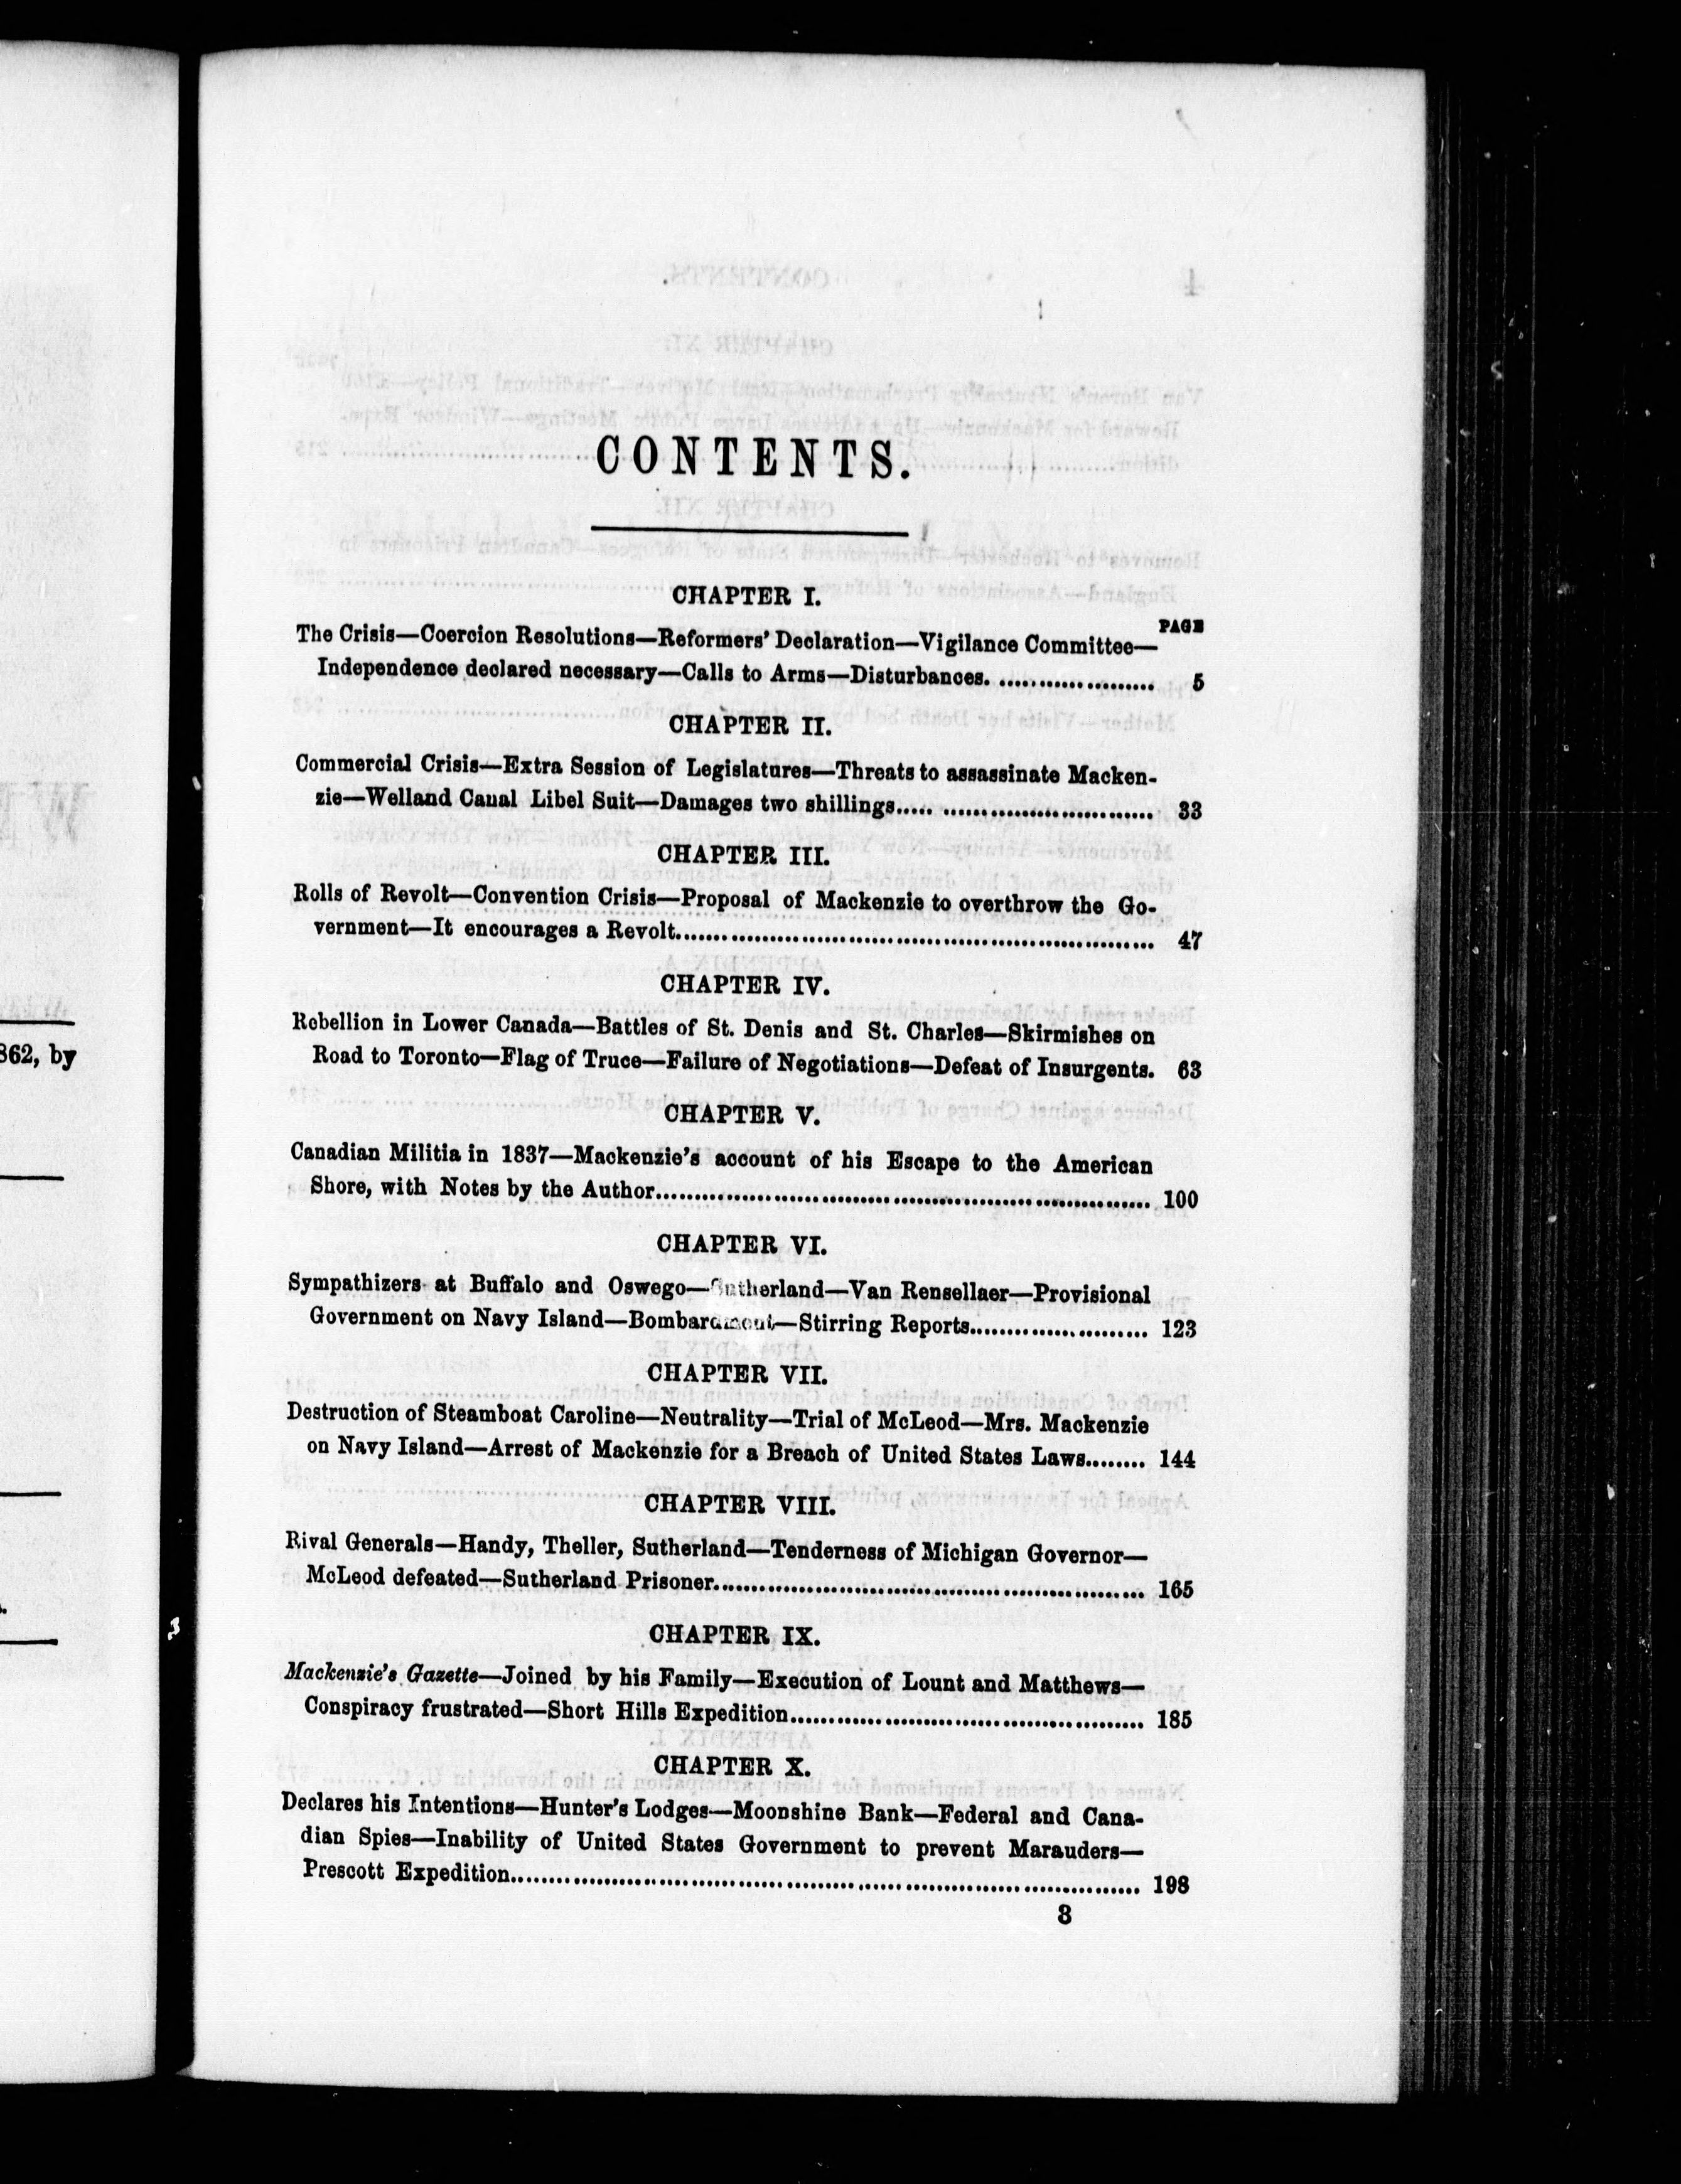 CONTENTS.
CHAPTER I.
PAGE
The Crisis—Coercion Resolutions—Reformers' Declaration—Vigilance Committee—
Independence declared necessary—Calls to Arms—Disturbances. .................... 5
CHAPTER II.
Commercial Crisis—Extra Session of Legislatures—Threats to assassinate Macken-
zie—Welland Canal Libel Suit—Damages two shillings..... ........................... 33
CHAPTER III.
Rolls of Revolt—Convention Crisis—Proposal of Mackenzie to overthrow the Go-
vernment—It encourages a Revolt............................................................. 47
CHAPTER IV.
Rebellion in Lower Canada—Battles of St. Denis and St. Charles—Skirmishes on
Road to Toronto—Flag of Truce—Failure of Negotiations—Defeat of Insurgents. 63
CHAPTER V.
Canadian Militia in 1837—Mackenzie's account of his Escape to the American
Shore, with Notes by the Author............................................................... 100
CHAPTER VI.
Sympathizers at Buffalo and Oswego—Sutherland—Van Rensellaer—Provisional
Government on Navy Island—Bombardment—Stirring Reports....................... 123
CHAPTER VII.
Destruction of Steamboat Caroline—Neutrality—Trial of McLeod—Mrs. Mackenzie
on Navy Island—Arrest of Mackenzie for a Breach of United States Laws........ 144
CHAPTER VIII.
Rival Generals—Handy, Theller, Sutherland—Tenderness of Michigan Governor—
McLeod defeated—Sutherland Prisoner....................................................... 165
CHAPTER IX.
Mackenzie's Gazette—Joined by his Family—Execution of Lount and Matthews—
Conspiracy frustrated—Short Hills Expedition............................................. 185
CHAPTER X.
Declares his Intentions—Hunter's Lodges—Moonshine Bank—Federal and Cana-
dian Spies—Inability of United States Government to prevent Marauders—
Prescott Expedition................................................................................ 198
3
862, by